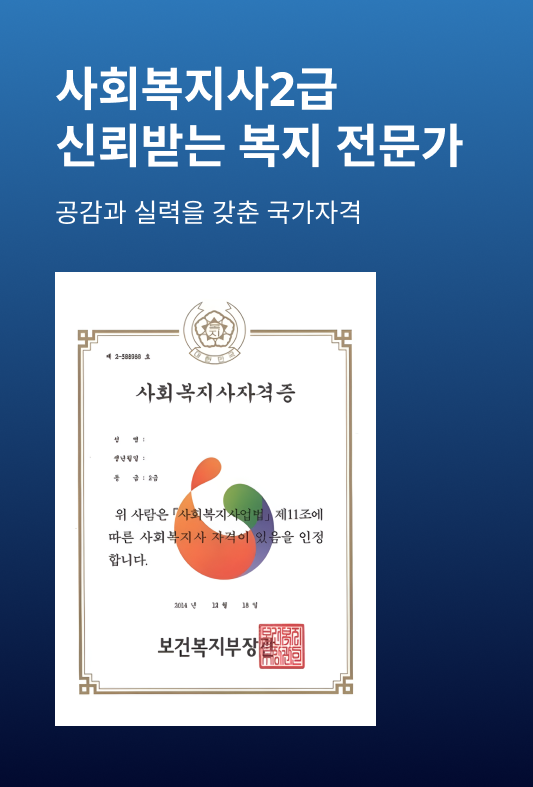 사회복지사2급
신뢰받는 복지 전문가
공감과 실력을 갖춘 국가자격
대한민국
제 2-588988 호
사회복지사자격증
성 명 :
생년월일 :
등 급 : 2급
위 사람은 「사회복지사업법」 제11조에
따른 사회복지사 자격이 있음을 인정
합니다.
2014 년 12 월 18 일
보건복지부장관